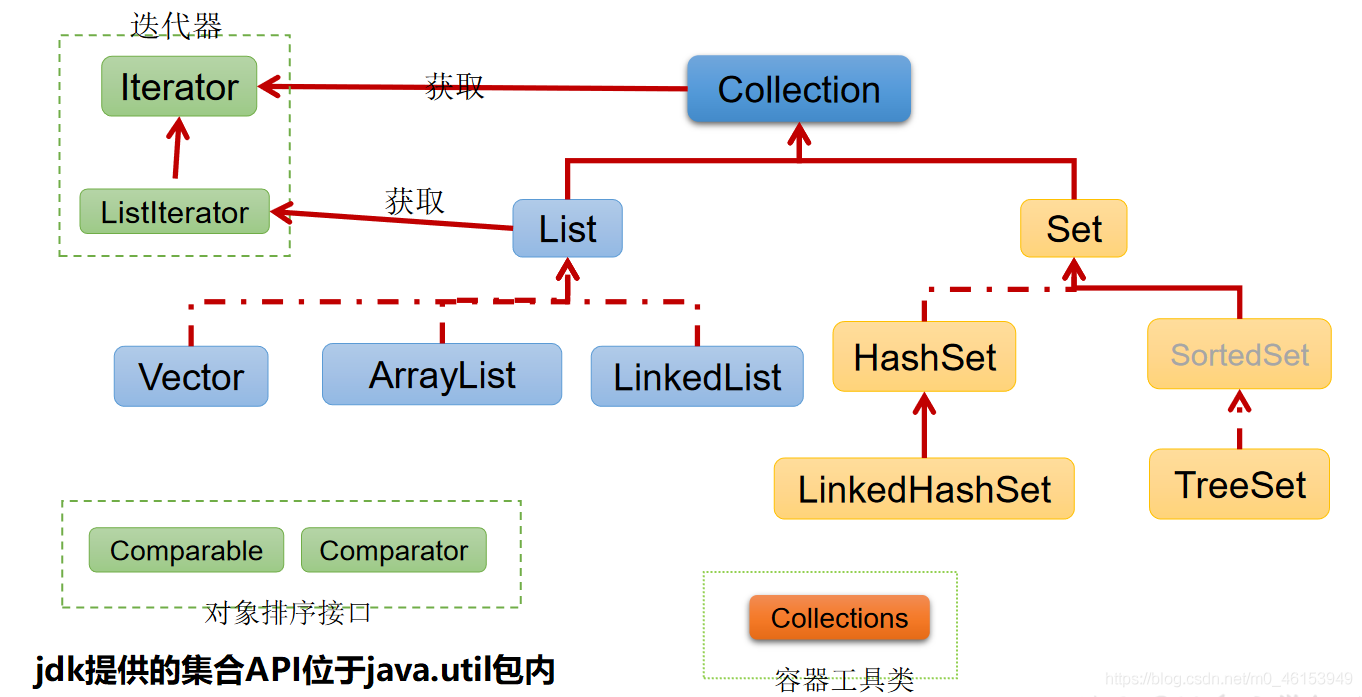 迭代器
Iterator
获取
Collection
ListIterator
获取
List
Set
Vector
ArrayList
LinkedList
HashSet
SortedSet
LinkedHashSet
TreeSet
Comparable
Comparator
对象排序接口
Collections
容器工具类
jdk提供的集合API位于java.util包内
https://blog.csdn.net/m0_46153949